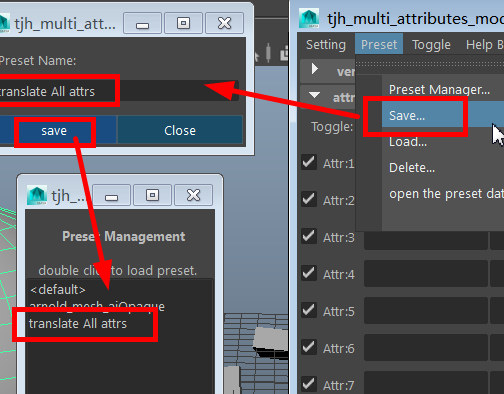 tjh_multi_att...
Preset Name:
translate All attrs
save
Close
tjh_...
Preset Management
double click to load preset.
<default>
arnold_mesh_aiOpaque
translate All attrs
tjh_multi_attributes_mod
Setting Preset Toggle Help B
ver
attr
Toggle:
Preset Manager...
Save...
Load...
Delete...
open the preset dat
Attr:1
Attr:2
Attr:3
Attr:4
Attr:5
Attr:6
Attr:7